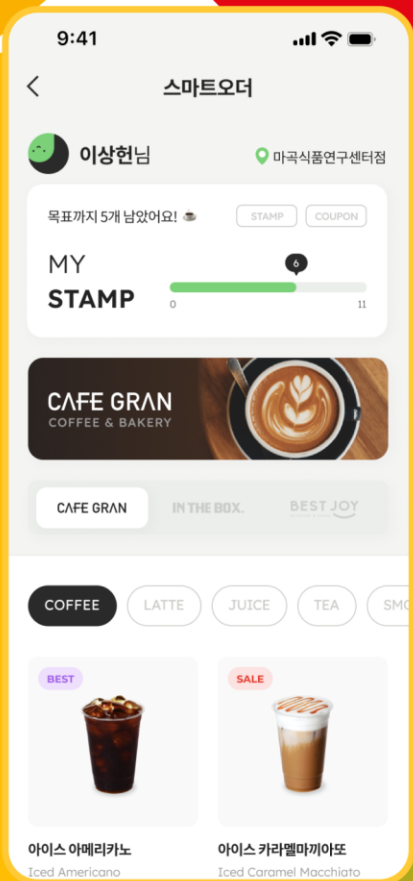 9:41
스마트오더
이상헌님
마곡식품연구센터점
목표까지 5개 남았어요!
STAMP
COUPON
MY
STAMP
6
0
11
CAFE GRAN
COFFEE & BAKERY
CAFE GRAN
IN THE BOX.
BEST JOY
COFFEE
LATTE
JUICE
TEA
SMO
BEST
SALE
아이스 아메리카노
아이스 카라멜마끼아또
Iced Americano
Iced Caramel Macchiato